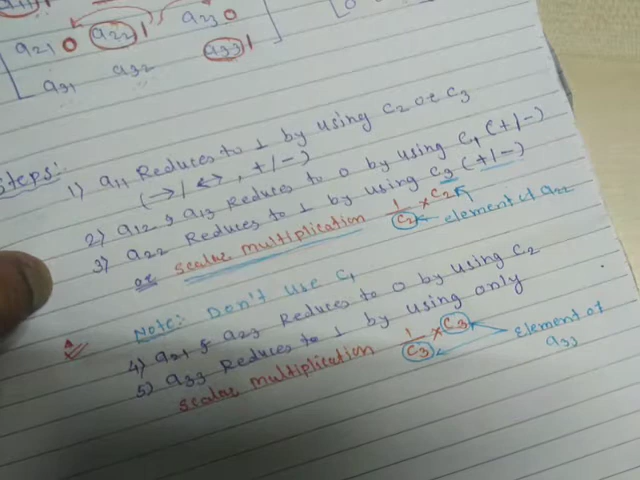 a23 0
a21 0 a22 1 a33 1
a31 a32
Steps:
1) a11 Reduces to 1 by using C2 or C3
(→ / ↔, +/-)
2) a12 & a13 Reduces to 0 by using C1 (+/-)
3) a22 Reduces to 1 by using C3 (+/-)
or scalar multiplication 1/C2 × C2 ← element of a22
Note: Don't use C1
4) a21 & a23 Reduces to 0 by using C2
5) a33 Reduces to 1 by using only
scalar multiplication 1/C3 × C3 Element of
a33